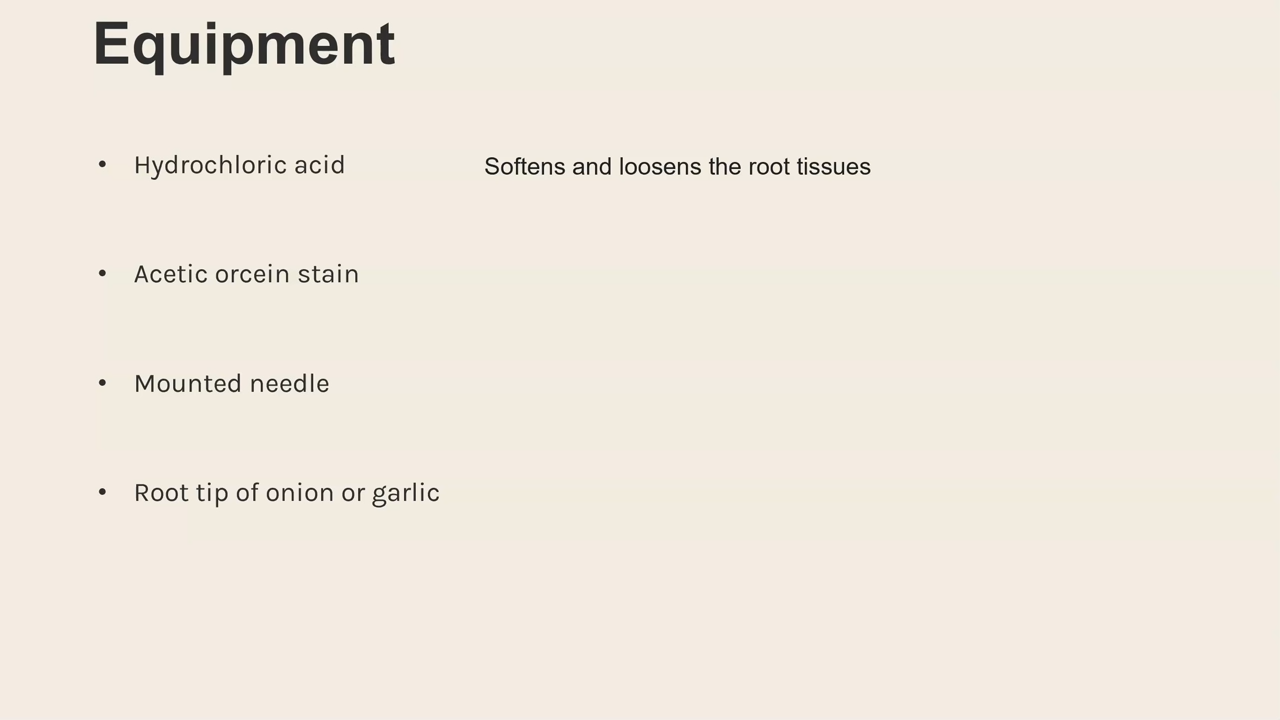 Equipment
• Hydrochloric acid Softens and loosens the root tissues
• Acetic orcein stain
• Mounted needle
• Root tip of onion or garlic